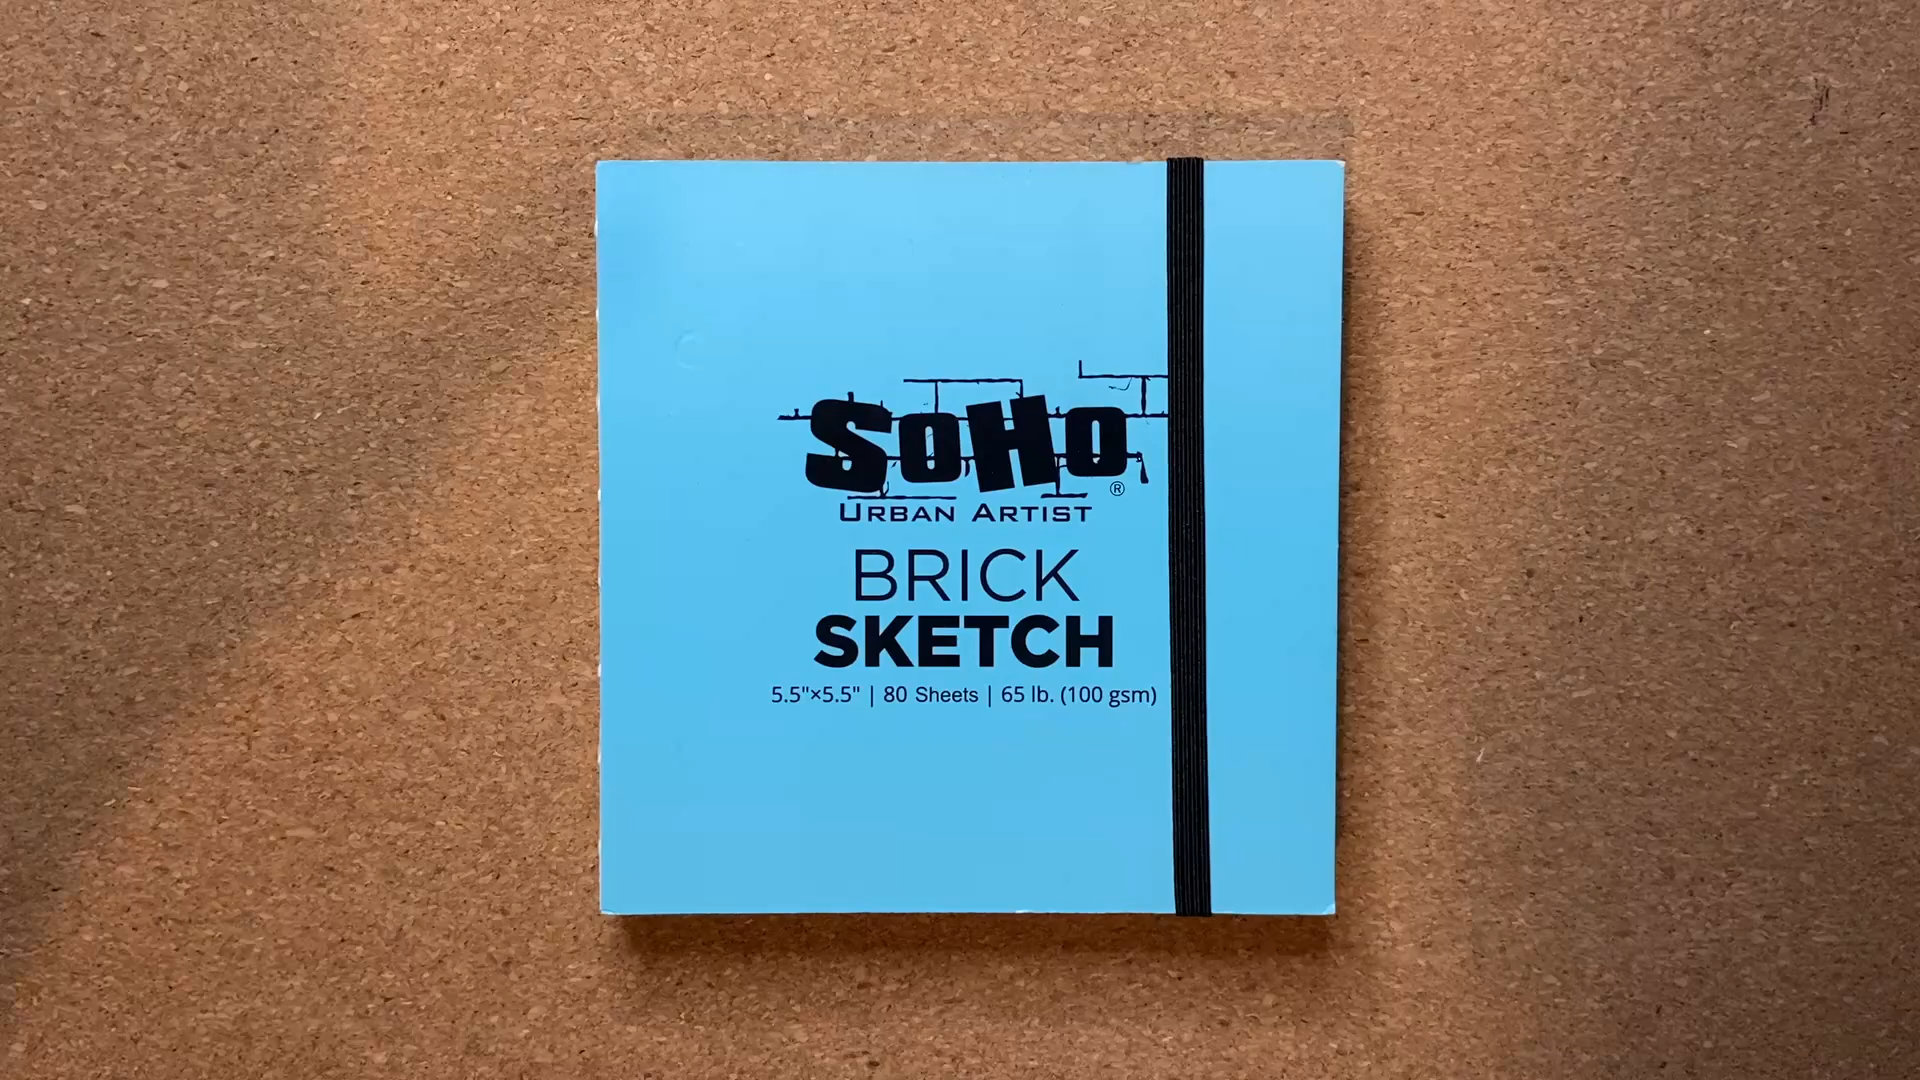 SoHo®
URBAN ARTIST
BRICK
SKETCH
5.5"×5.5" | 80 Sheets | 65 lb. (100 gsm)